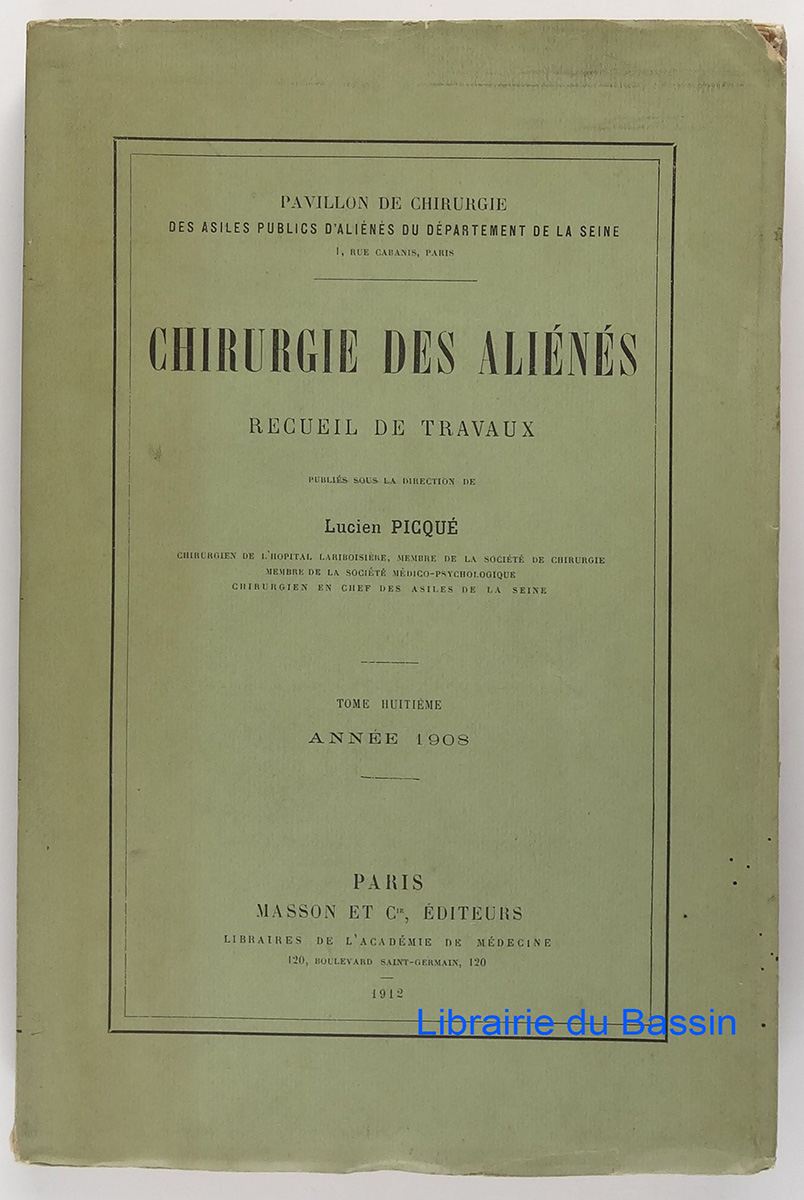 PAVILLON DE CHIRURGIE
DES ASILES PUBLICS D'ALIÉNÉS DU DÉPARTEMENT DE LA SEINE
1, RUE CABANIS, PARIS
CHIRURGIE DES ALIÉNÉS
RECUEIL DE TRAVAUX
PUBLIÉS SOUS LA DIRECTION DE
Lucien PICQUÉ
CHIRURGIEN DE L'HOPITAL LARIBOISIÈRE, MEMBRE DE LA SOCIÉTÉ DE CHIRURGIE
MEMBRE DE LA SOCIÉTÉ MÉDICO-PSYCHOLOGIQUE
CHIRURGIEN EN CHEF DES ASILES DE LA SEINE
TOME HUITIÈME
ANNÉE 1908
PARIS
MASSON ET Cie, ÉDITEURS
LIBRAIRES DE L'ACADÉMIE DE MÉDECINE
120, BOULEVARD SAINT-GERMAIN, 120
1912
Librairie du Bassin